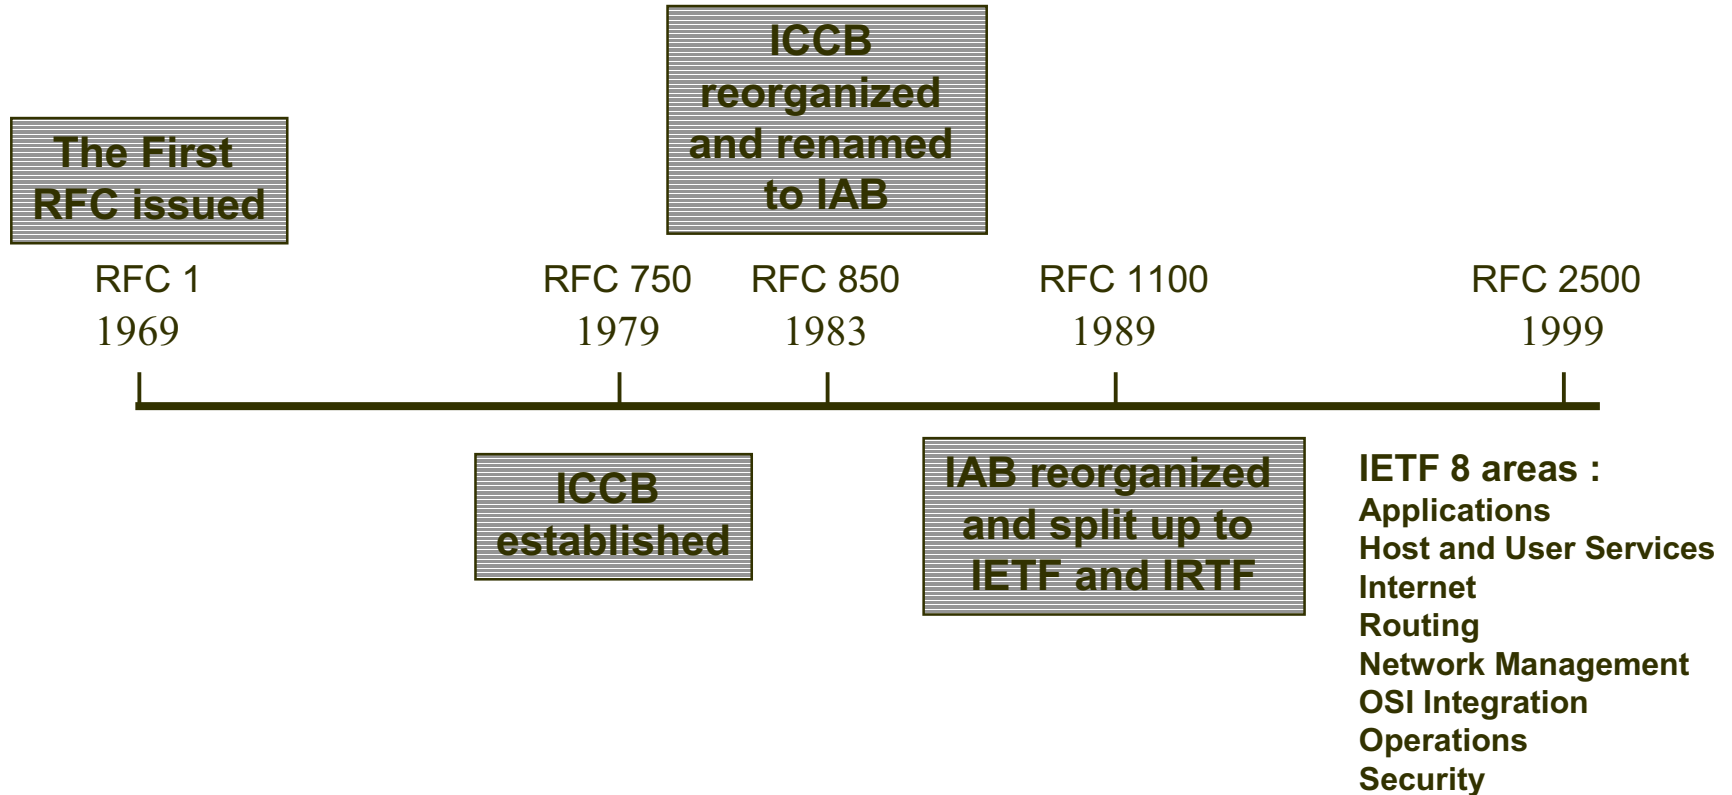 ICCB
reorganized
and renamed
to IAB
The First
RFC issued
RFC 1
1969
RFC 750
1979
RFC 850
1983
RFC 1100
1989
RFC 2500
1999
ICCB
established
IAB reorganized
and split up to
IETF and IRTF
IETF 8 areas :
Applications
Host and User Services
Internet
Routing
Network Management
OSI Integration
Operations
Security